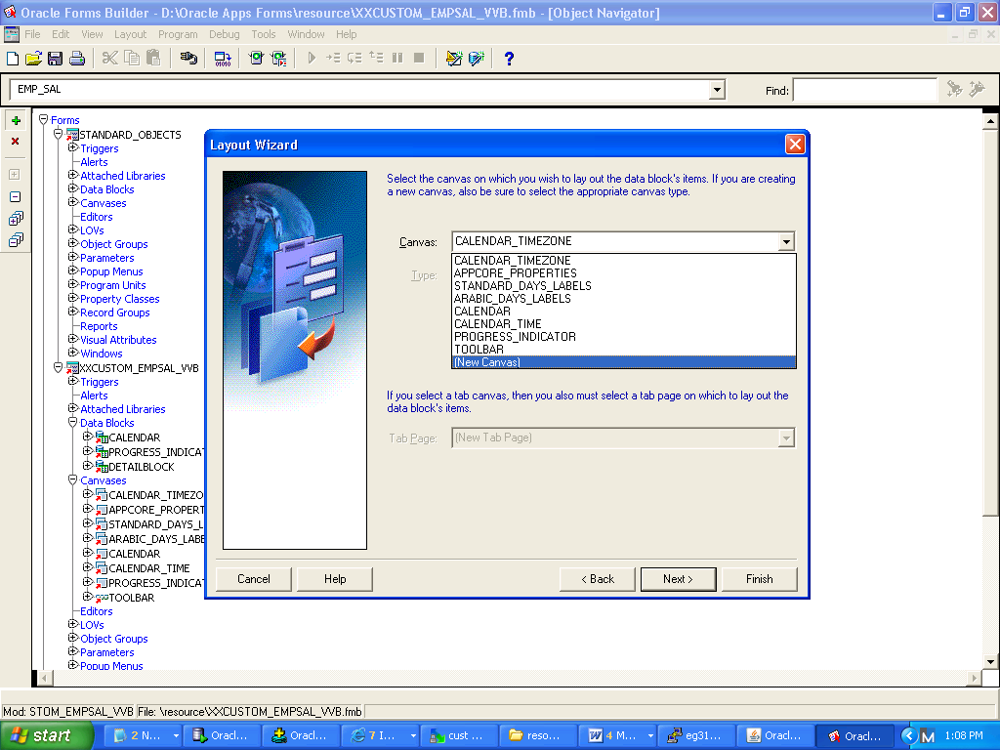 Oracle Forms Builder - D:\Oracle Apps Forms\resource\XXCUSTOM_EMPSAL_VVB.fmb - [Object Navigator]
File Edit View Layout Program Debug Tools Window Help
EMP_SAL
Find:
Forms
STANDARD_OBJECTS
Triggers
Alerts
Attached Libraries
Data Blocks
Canvases
Editors
LOVs
Object Groups
Parameters
Popup Menus
Program Units
Property Classes
Record Groups
Reports
Visual Attributes
Windows
XXCUSTOM_EMPSAL_VVB
Triggers
Alerts
Attached Libraries
Data Blocks
CALENDAR
PROGRESS_INDICAT
DETAILBLOCK
Canvases
CALENDAR_TIMEZO
APPCORE_PROPERT
STANDARD_DAYS_L
ARABIC_DAYS_LABE
CALENDAR
CALENDAR_TIME
PROGRESS_INDICAT
TOOLBAR
Editors
LOVs
Object Groups
Parameters
Popup Menus
Layout Wizard
Select the canvas on which you wish to lay out the data block's items. If you are creating
a new canvas, also be sure to select the appropriate canvas type.
Canvas: CALENDAR_TIMEZONE
Type:
CALENDAR_TIMEZONE
APPCORE_PROPERTIES
STANDARD_DAYS_LABELS
ARABIC_DAYS_LABELS
CALENDAR
CALENDAR_TIME
PROGRESS_INDICATOR
TOOLBAR
(New Canvas)
If you select a tab canvas, then you also must select a tab page on which to lay out the
data block's items.
Tab Page: (New Tab Page)
Cancel Help < Back Next > Finish
Mod: STOM_EMPSAL_VVB File: \resource\XXCUSTOM_EMPSAL_VVB.fmb
start 2 N... Oracl... Oracl... 7 I... cust ... reso... 4 M... eg31... Oracl... Oracl... 1:08 PM